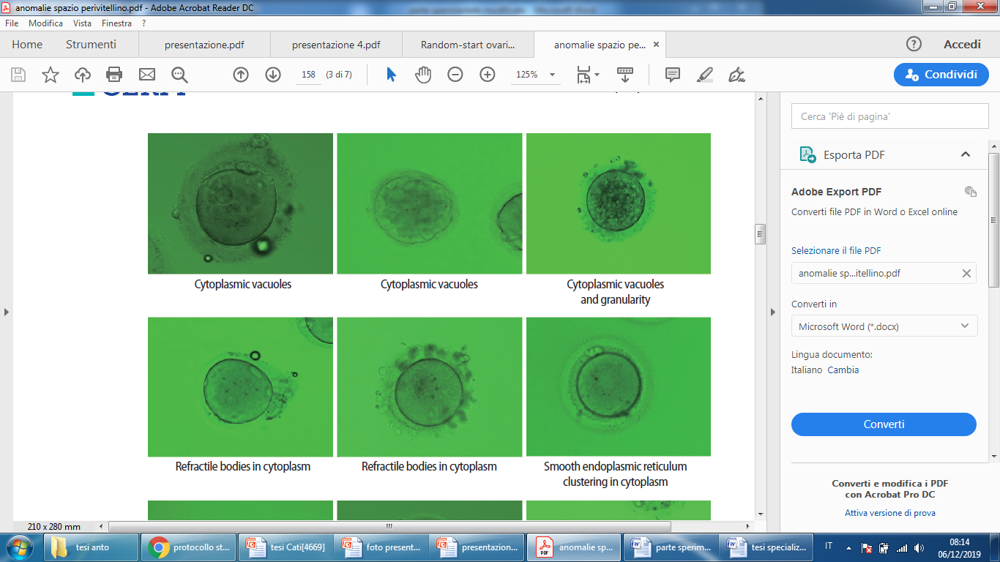 anomalie spazio perivitellino.pdf - Adobe Acrobat Reader DC
File Modifica Vista Finestra ?
Home Strumenti presentazione.pdf presentazione 4.pdf Random-start ovari... anomalie spazio pe... Accedi
158 (3 di 7) 125% Condividi
Cytoplasmic vacuoles
Cytoplasmic vacuoles
Cytoplasmic vacuoles
and granularity
Refractile bodies in cytoplasm
Refractile bodies in cytoplasm
Smooth endoplasmic reticulum
clustering in cytoplasm
210 x 280 mm
Cerca 'Piè di pagina'
Esporta PDF
Adobe Export PDF
Converti file PDF in Word o Excel online
Selezionare il file PDF
anomalie sp...itellino.pdf
Converti in
Microsoft Word (*.docx)
Lingua documento:
Italiano Cambia
Converti
Converti e modifica i PDF
con Acrobat Pro DC
Attiva versione di prova
tesi anto protocollo st... tesi Cati[4669] foto present... presentazion... anomalie sp... parte sperim... tesi specializ... IT 08:14
06/12/2019